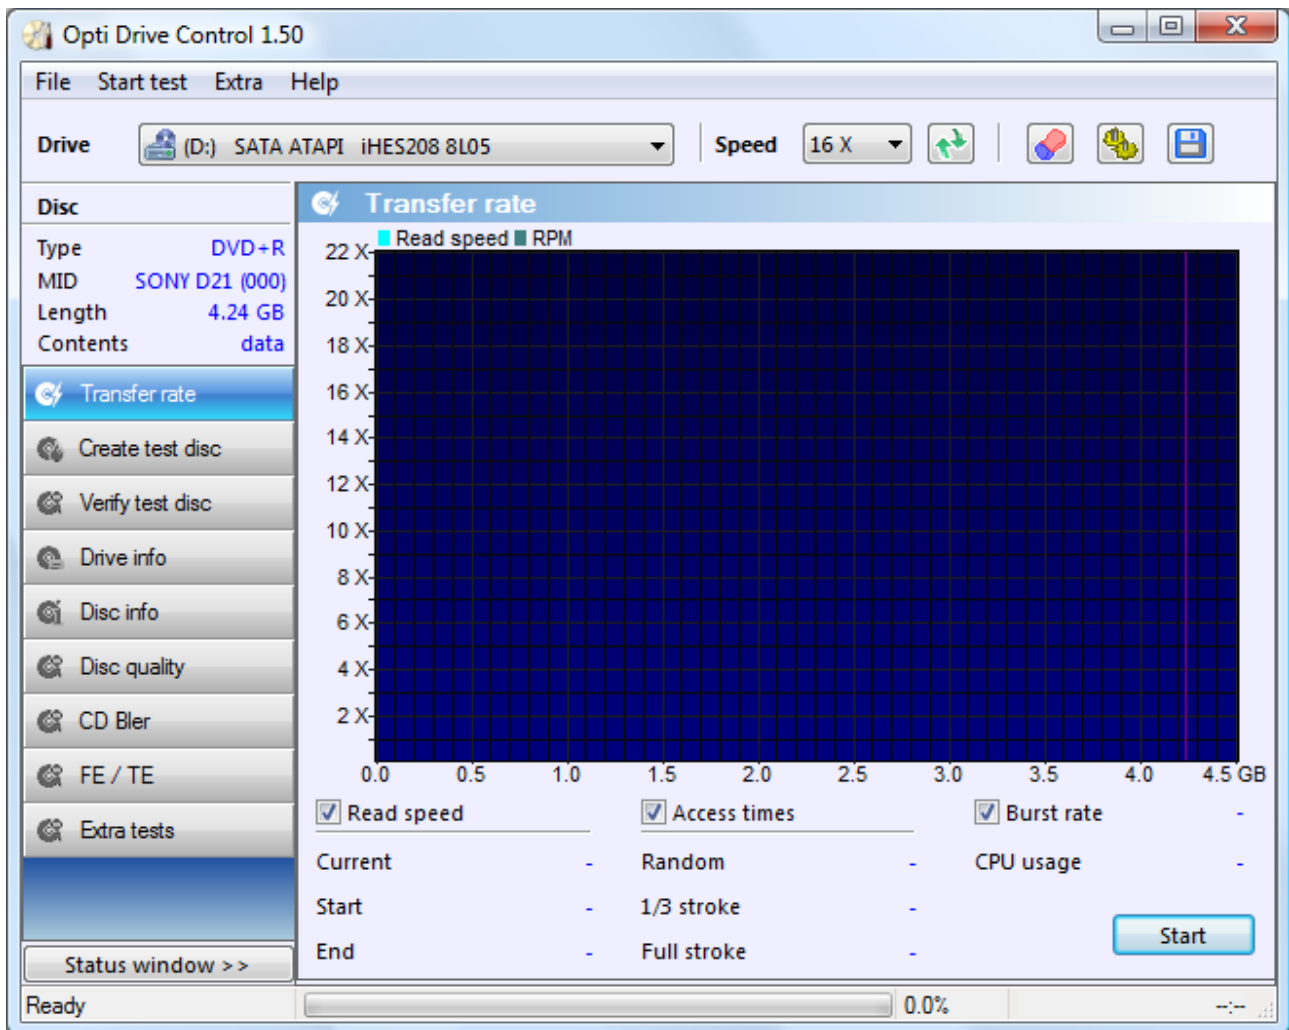 Opti Drive Control 1.50
File Start test Extra Help
Drive (D:) SATA ATAPI iHES208 8L05 Speed 16 X
Disc
Type DVD+R
MID SONY D21 (000)
Length 4.24 GB
Contents data
Transfer rate
Create test disc
Verify test disc
Drive info
Disc info
Disc quality
CD Bler
FE / TE
Extra tests
Status window >>
Transfer rate
Read speed RPM
22 X
20 X
18 X
16 X
14 X
12 X
10 X
8 X
6 X
4 X
2 X
0.0 0.5 1.0 1.5 2.0 2.5 3.0 3.5 4.0 4.5 GB
Read speed Access times Burst rate -
Current - Random - CPU usage -
Start - 1/3 stroke -
End - Full stroke -
Start
Ready 0.0% --:--